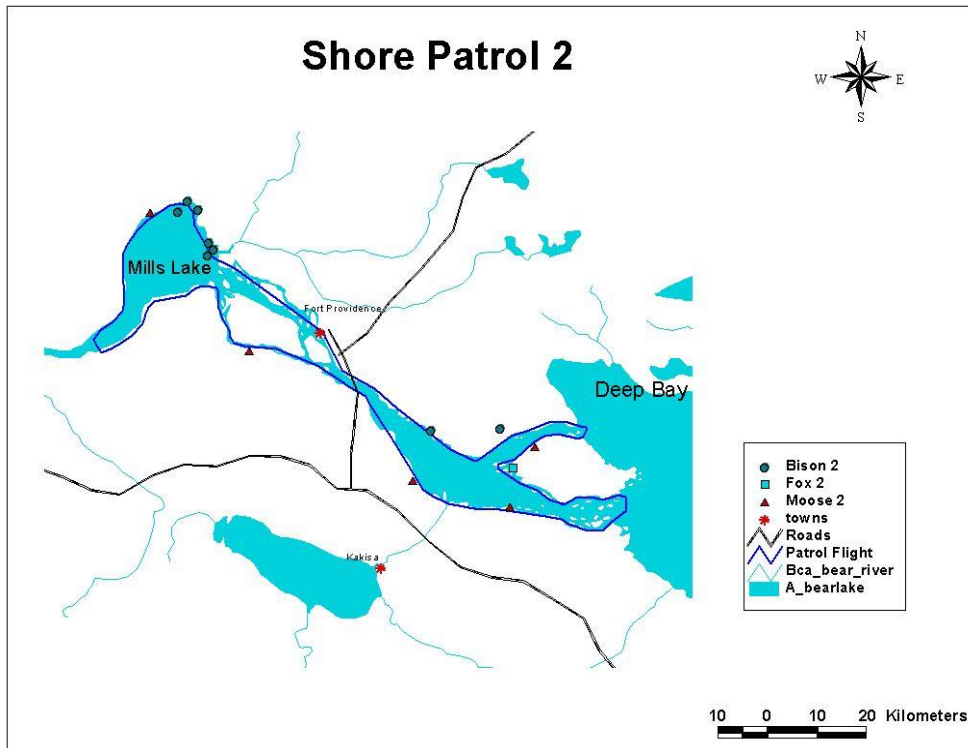 Shore Patrol 2
N
W E
S
Mills Lake
Fort Providence
Deep Bay
Kakisa
Bison 2
Fox 2
Moose 2
towns
Roads
Patrol Flight
Bca_bear_river
A_bearlake
10 0 10 20 Kilometers